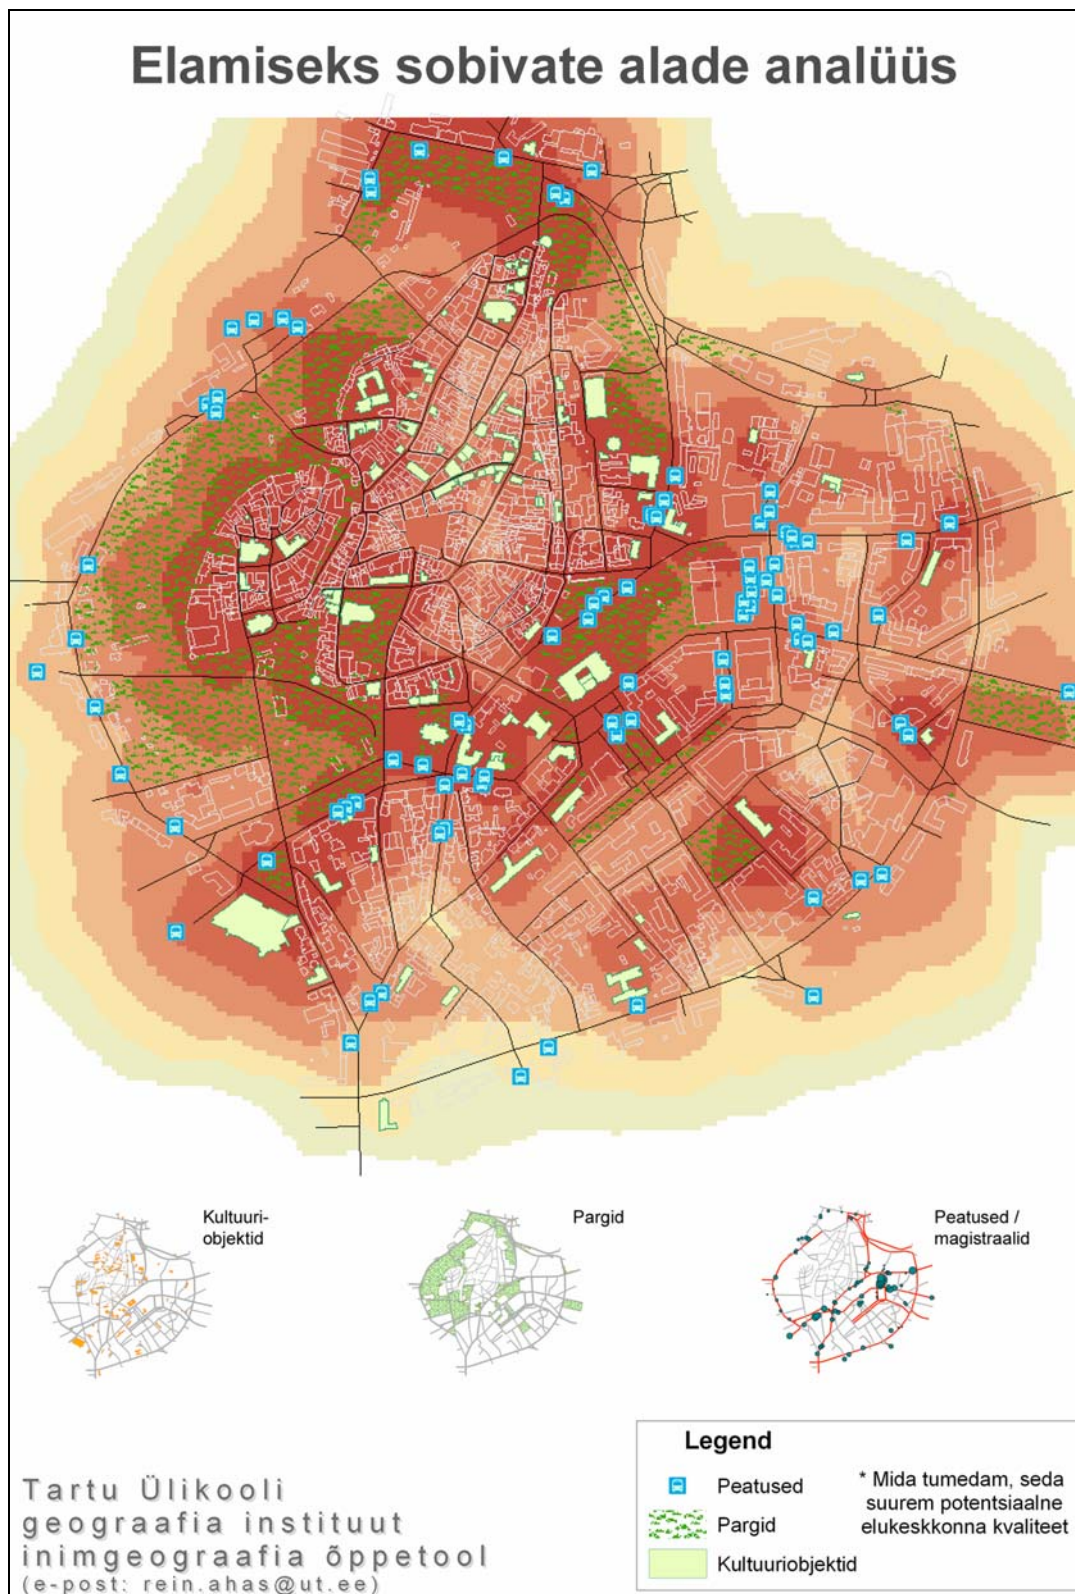 Elamiseks sobivate alade analüüs
Kultuuri-
objektid
Pargid
Peatused /
magistraalid
Legend
Peatused
Pargid
Kultuuriobjektid
* Mida tumedam, seda
suurem potentsiaalne
elukeskkonna kvaliteet
Tartu Ülikooli
geograafia instituut
inimgeograafia õppetool
(e-post: rein.ahas@ut.ee)